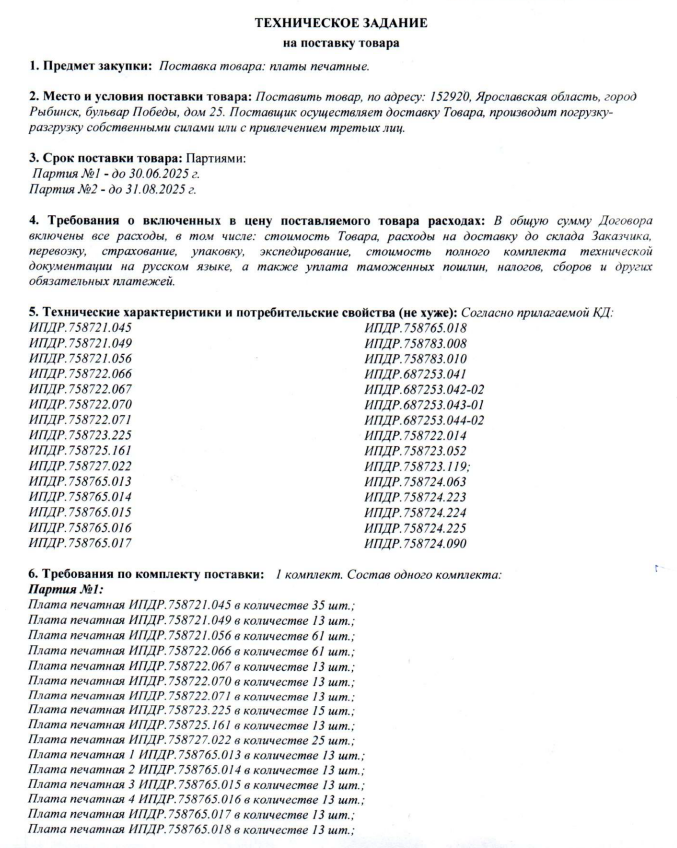 ТЕХНИЧЕСКОЕ ЗАДАНИЕ
на поставку товара
1. Предмет закупки: Поставка товара: платы печатные.
2. Место и условия поставки товара: Поставить товар, по адресу: 152920, Ярославская область, город
Рыбинск, бульвар Победы, дом 25. Поставщик осуществляет доставку Товара, производит погрузку-
разгрузку собственными силами или с привлечением третьих лиц.
3. Срок поставки товара: Партиями:
Партия №1 - до 30.06.2025 г.
Партия №2 - до 31.08.2025 г.
4. Требования о включенных в цену поставляемого товара расходах: В общую сумму Договора
включены все расходы, в том числе: стоимость Товара, расходы на доставку до склада Заказчика,
перевозку, страхование, упаковку, экспедирование, стоимость полного комплекта технической
документации на русском языке, а также уплата таможенных пошлин, налогов, сборов и других
обязательных платежей.
5. Технические характеристики и потребительские свойства (не хуже): Согласно прилагаемой КД:
ИПДР.758721.045
ИПДР.758721.049
ИПДР.758721.056
ИПДР.758722.066
ИПДР.758722.067
ИПДР.758722.070
ИПДР.758722.071
ИПДР.758723.225
ИПДР.758725.161
ИПДР.758727.022
ИПДР.758765.013
ИПДР.758765.014
ИПДР.758765.015
ИПДР.758765.016
ИПДР.758765.017
ИПДР.758765.018
ИПДР.758783.008
ИПДР.758783.010
ИПДР.687253.041
ИПДР.687253.042-02
ИПДР.687253.043-01
ИПДР.687253.044-02
ИПДР.758722.014
ИПДР.758723.052
ИПДР.758723.119;
ИПДР.758724.063
ИПДР.758724.223
ИПДР.758724.224
ИПДР.758724.225
ИПДР.758724.090
6. Требования по комплекту поставки: 1 комплект. Состав одного комплекта:
Партия №1:
Плата печатная ИПДР.758721.045 в количестве 35 шт.;
Плата печатная ИПДР.758721.049 в количестве 13 шт.;
Плата печатная ИПДР.758721.056 в количестве 61 шт.;
Плата печатная ИПДР.758722.066 в количестве 61 шт.;
Плата печатная ИПДР.758722.067 в количестве 13 шт.;
Плата печатная ИПДР.758722.070 в количестве 13 шт.;
Плата печатная ИПДР.758722.071 в количестве 13 шт.;
Плата печатная ИПДР.758723.225 в количестве 15 шт.;
Плата печатная ИПДР.758725.161 в количестве 13 шт.;
Плата печатная ИПДР.758727.022 в количестве 25 шт.;
Плата печатная 1 ИПДР.758765.013 в количестве 13 шт.;
Плата печатная 2 ИПДР.758765.014 в количестве 13 шт.;
Плата печатная 3 ИПДР.758765.015 в количестве 13 шт.;
Плата печатная 4 ИПДР.758765.016 в количестве 13 шт.;
Плата печатная ИПДР.758765.017 в количестве 13 шт.;
Плата печатная ИПДР.758765.018 в количестве 13 шт.;